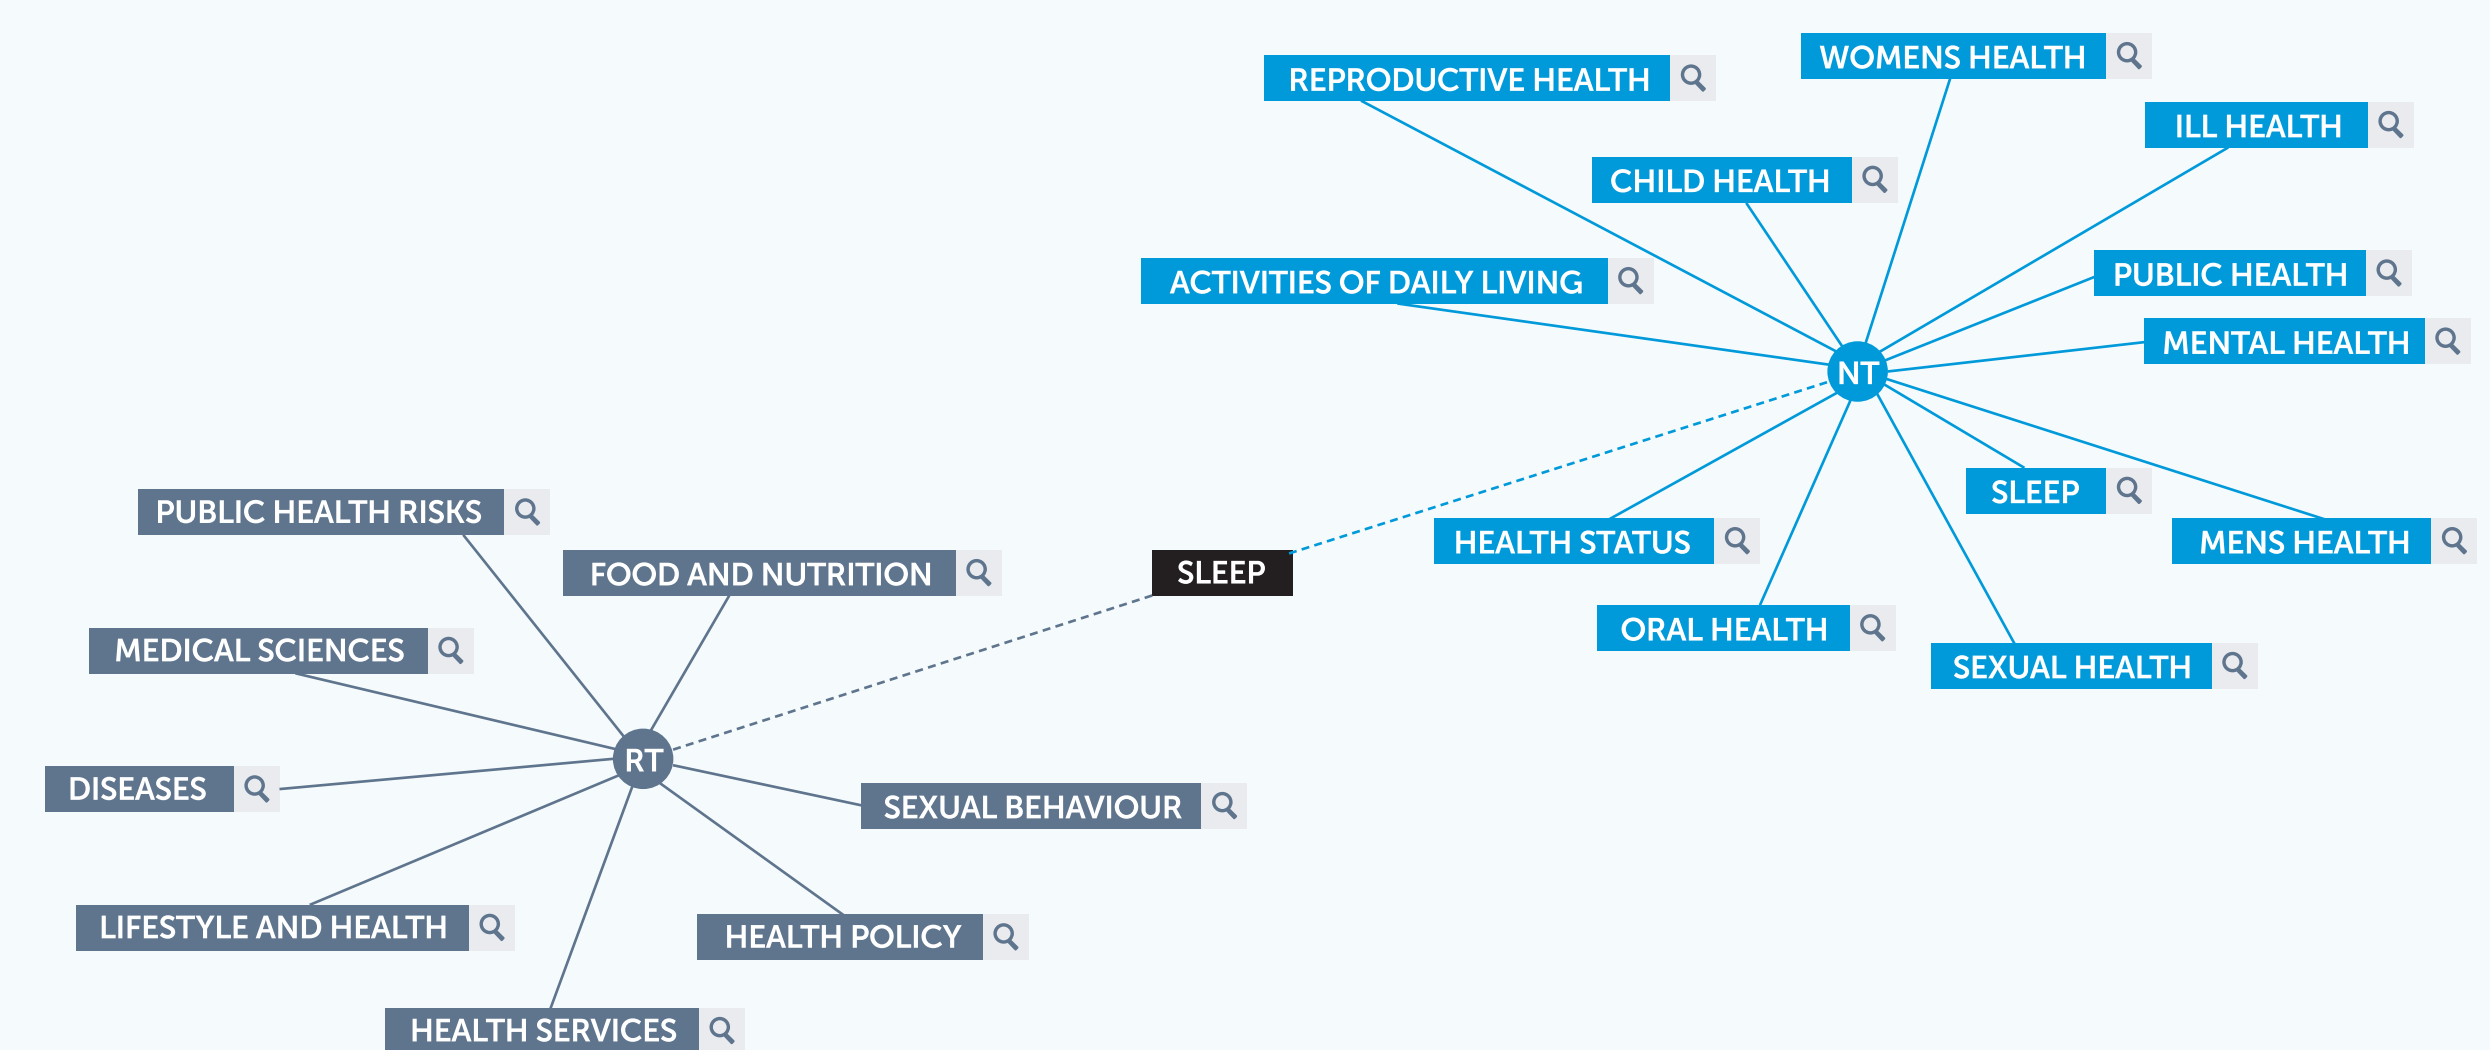 WOMENS HEALTH
REPRODUCTIVE HEALTH
ILL HEALTH
CHILD HEALTH
ACTIVITIES OF DAILY LIVING
PUBLIC HEALTH
MENTAL HEALTH
NT
SLEEP
HEALTH STATUS
MENS HEALTH
ORAL HEALTH
SEXUAL HEALTH
SLEEP
PUBLIC HEALTH RISKS
FOOD AND NUTRITION
MEDICAL SCIENCES
RT
DISEASES
SEXUAL BEHAVIOUR
LIFESTYLE AND HEALTH
HEALTH POLICY
HEALTH SERVICES